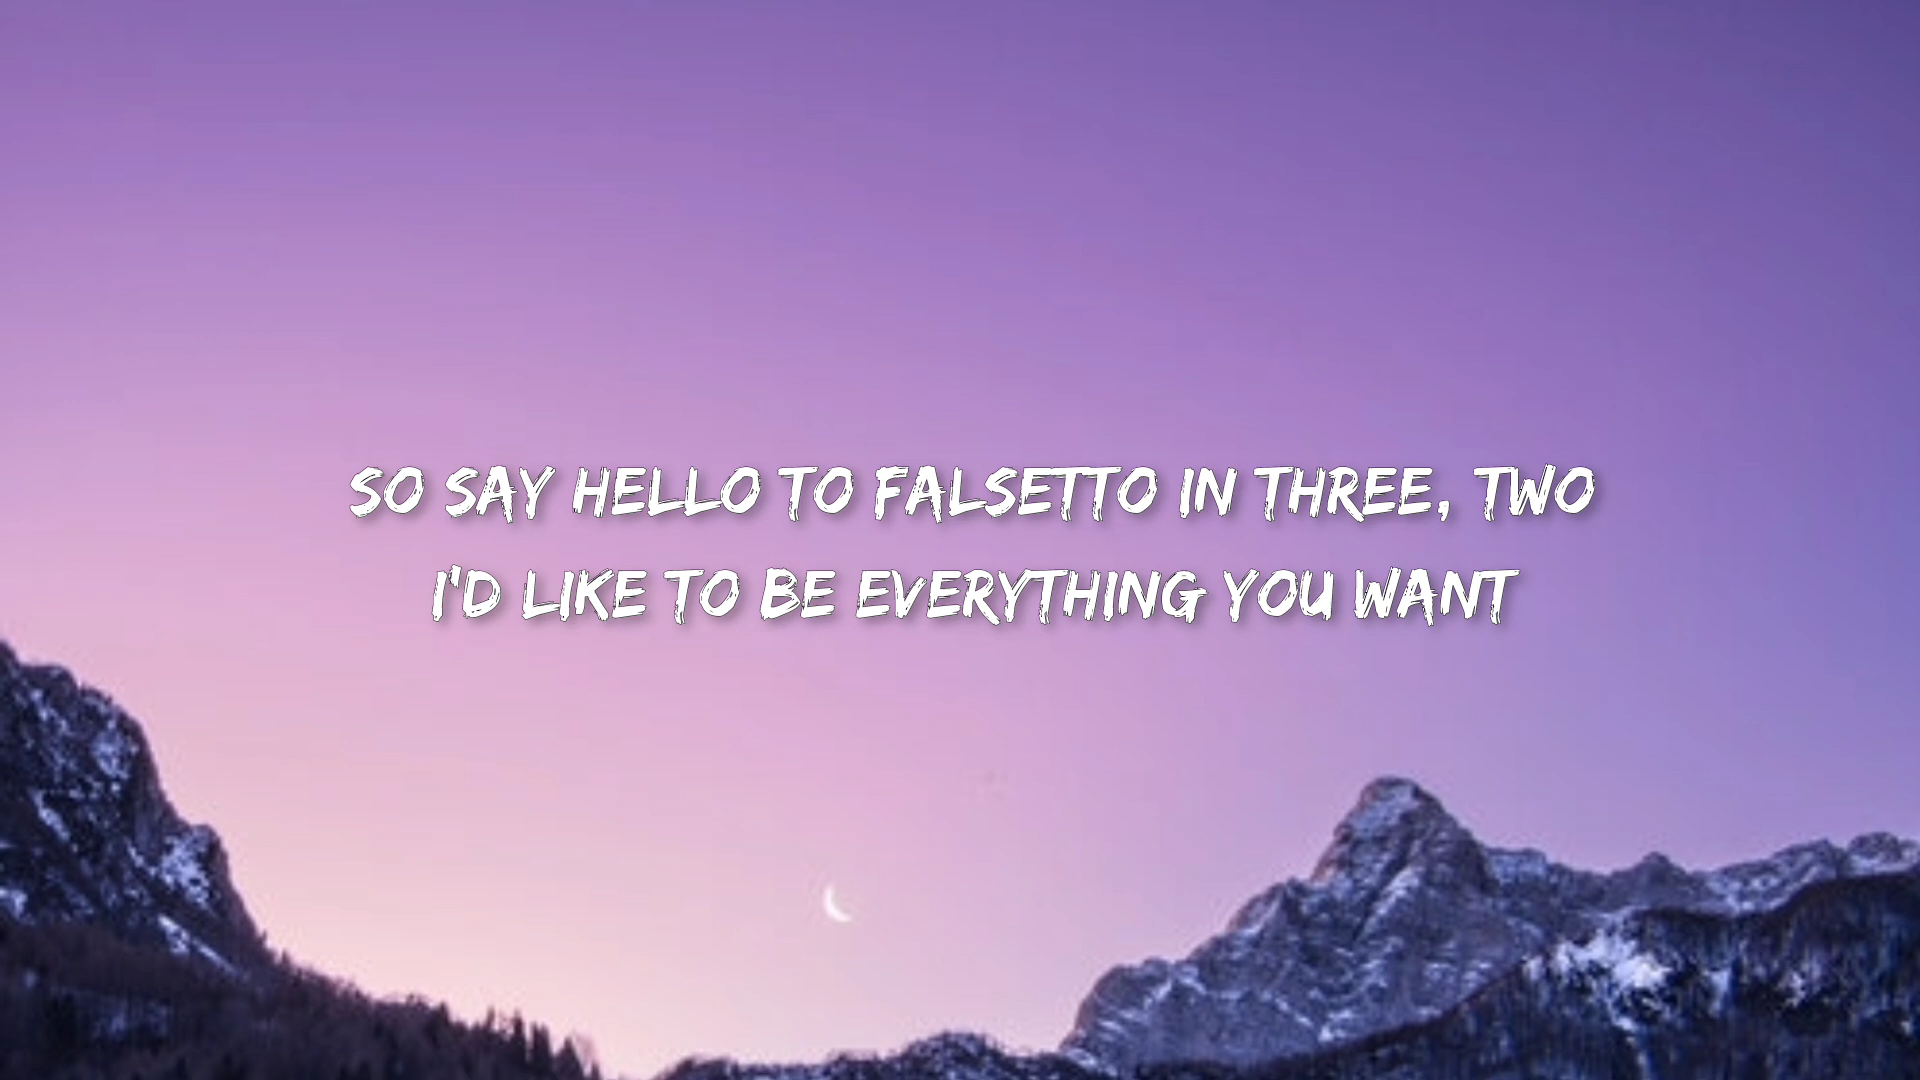 SO SAY HELLO TO FALSETTO IN THREE, TWO
I'D LIKE TO BE EVERYTHING YOU WANT